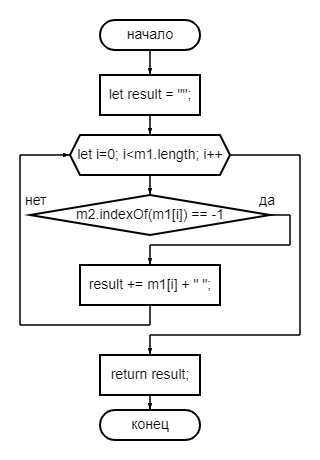 начало
let result = "";
let i=0; i<m1.length; i++
нет
да
m2.indexOf(m1[i]) == -1
result += m1[i] + " ";
return result;
конец